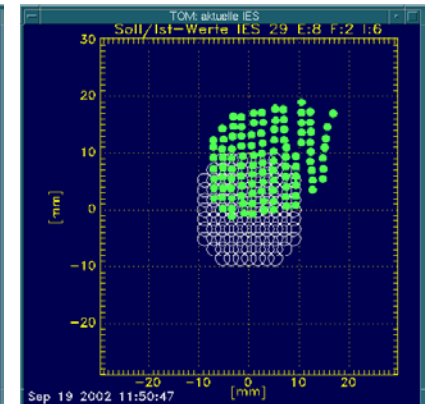 TOM: aktuelle IES
Soll/Ist-Werte IES 29 E:8 F:2 I:6
30
20
10
0
-10
-20
[mm]
-20 -10 0 10 20
[mm]
Sep 19 2002 11:50:47